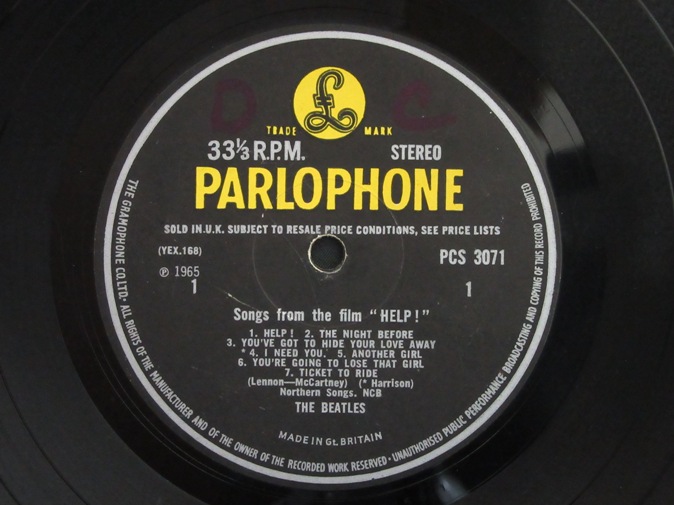 D C
£
TRADE MARK
33⅓ R.P.M. STEREO
PARLOPHONE
SOLD IN U.K. SUBJECT TO RESALE PRICE CONDITIONS, SEE PRICE LISTS
(YEX.168) PCS 3071
℗ 1965
1 1
Songs from the film "HELP!"
1. HELP! 2. THE NIGHT BEFORE
3. YOU'VE GOT TO HIDE YOUR LOVE AWAY
* 4. I NEED YOU. 5. ANOTHER GIRL
6. YOU'RE GOING TO LOSE THAT GIRL
7. TICKET TO RIDE
(Lennon—McCartney) (* Harrison)
Northern Songs. NCB
THE BEATLES
MADE IN Gt. BRITAIN
THE GRAMOPHONE CO. LTD. · ALL RIGHTS OF THE MANUFACTURER AND OF THE OWNER OF THE RECORDED WORK RESERVED · UNAUTHORISED PUBLIC PERFORMANCE BROADCASTING AND COPYING OF THIS RECORD PROHIBITED